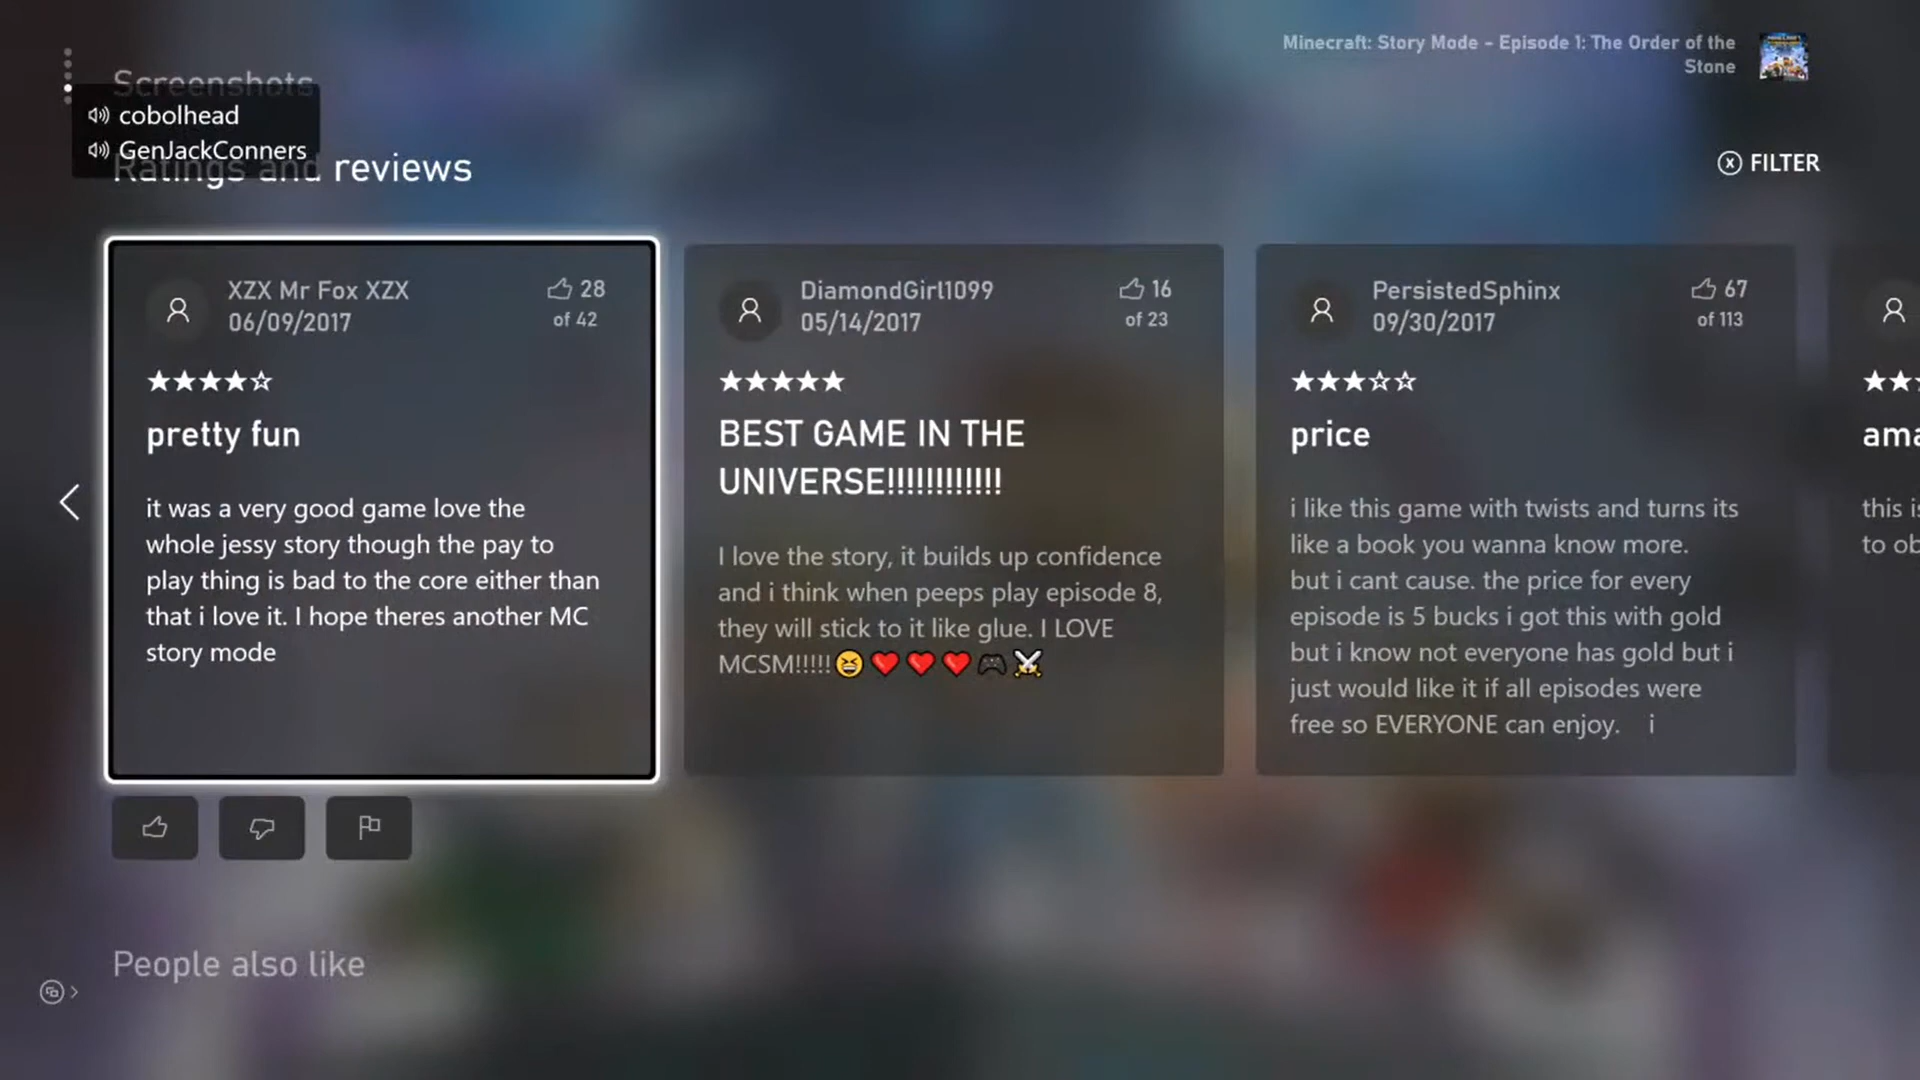 Minecraft: Story Mode - Episode 1: The Order of the
Stone
Screenshots
cobolhead
GenJackConners
Ratings and reviews
FILTER
XZX Mr Fox XZX
06/09/2017
28
of 42
★★★★☆
pretty fun
it was a very good game love the
whole jessy story though the pay to
play thing is bad to the core either than
that i love it. I hope theres another MC
story mode
DiamondGirl1099
05/14/2017
16
of 23
★★★★★
BEST GAME IN THE
UNIVERSE!!!!!!!!!!!!
I love the story, it builds up confidence
and i think when peeps play episode 8,
they will stick to it like glue. I LOVE
MCSM!!!!!😆❤️❤️❤️🎮⚔️
PersistedSphinx
09/30/2017
67
of 113
★★★☆☆
price
i like this game with twists and turns its
like a book you wanna know more.
but i cant cause. the price for every
episode is 5 bucks i got this with gold
but i know not everyone has gold but i
just would like it if all episodes were
free so EVERYONE can enjoy. i
★★
ama
this is
to ob
People also like